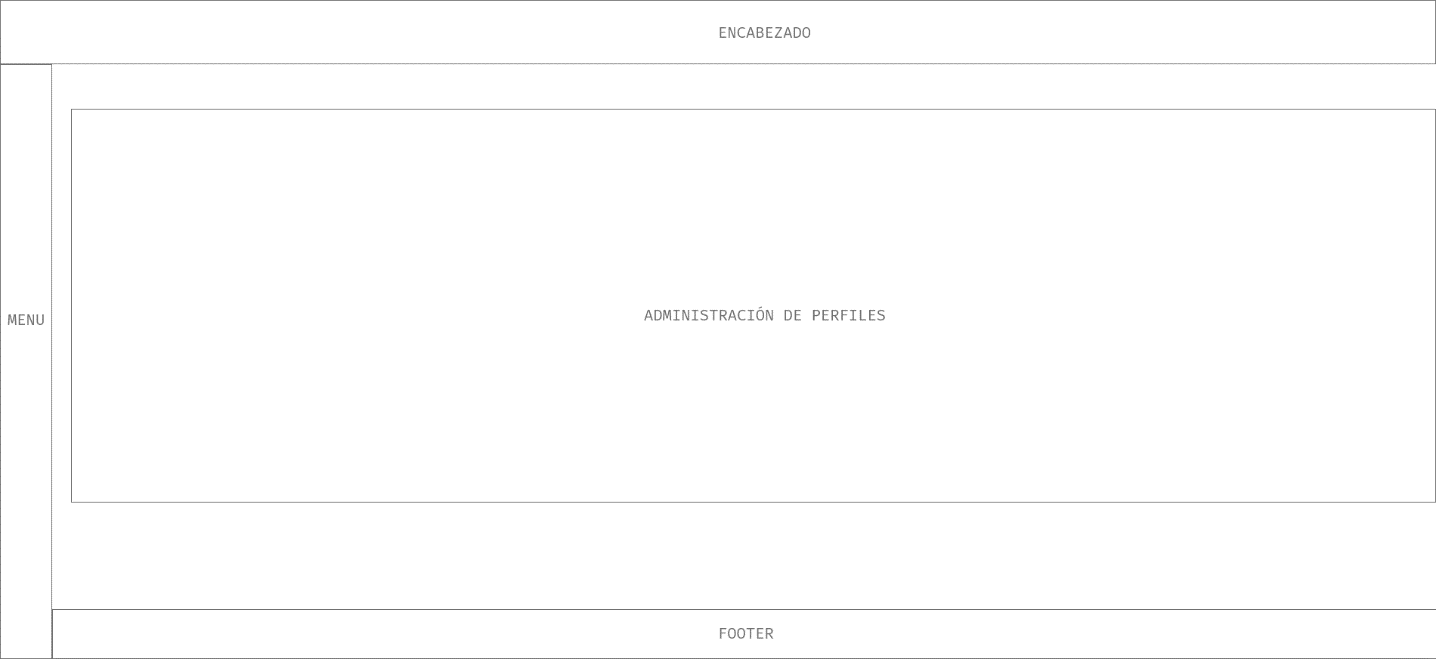 ENCABEZADO
MENU
ADMINISTRACIÓN DE PERFILES
FOOTER